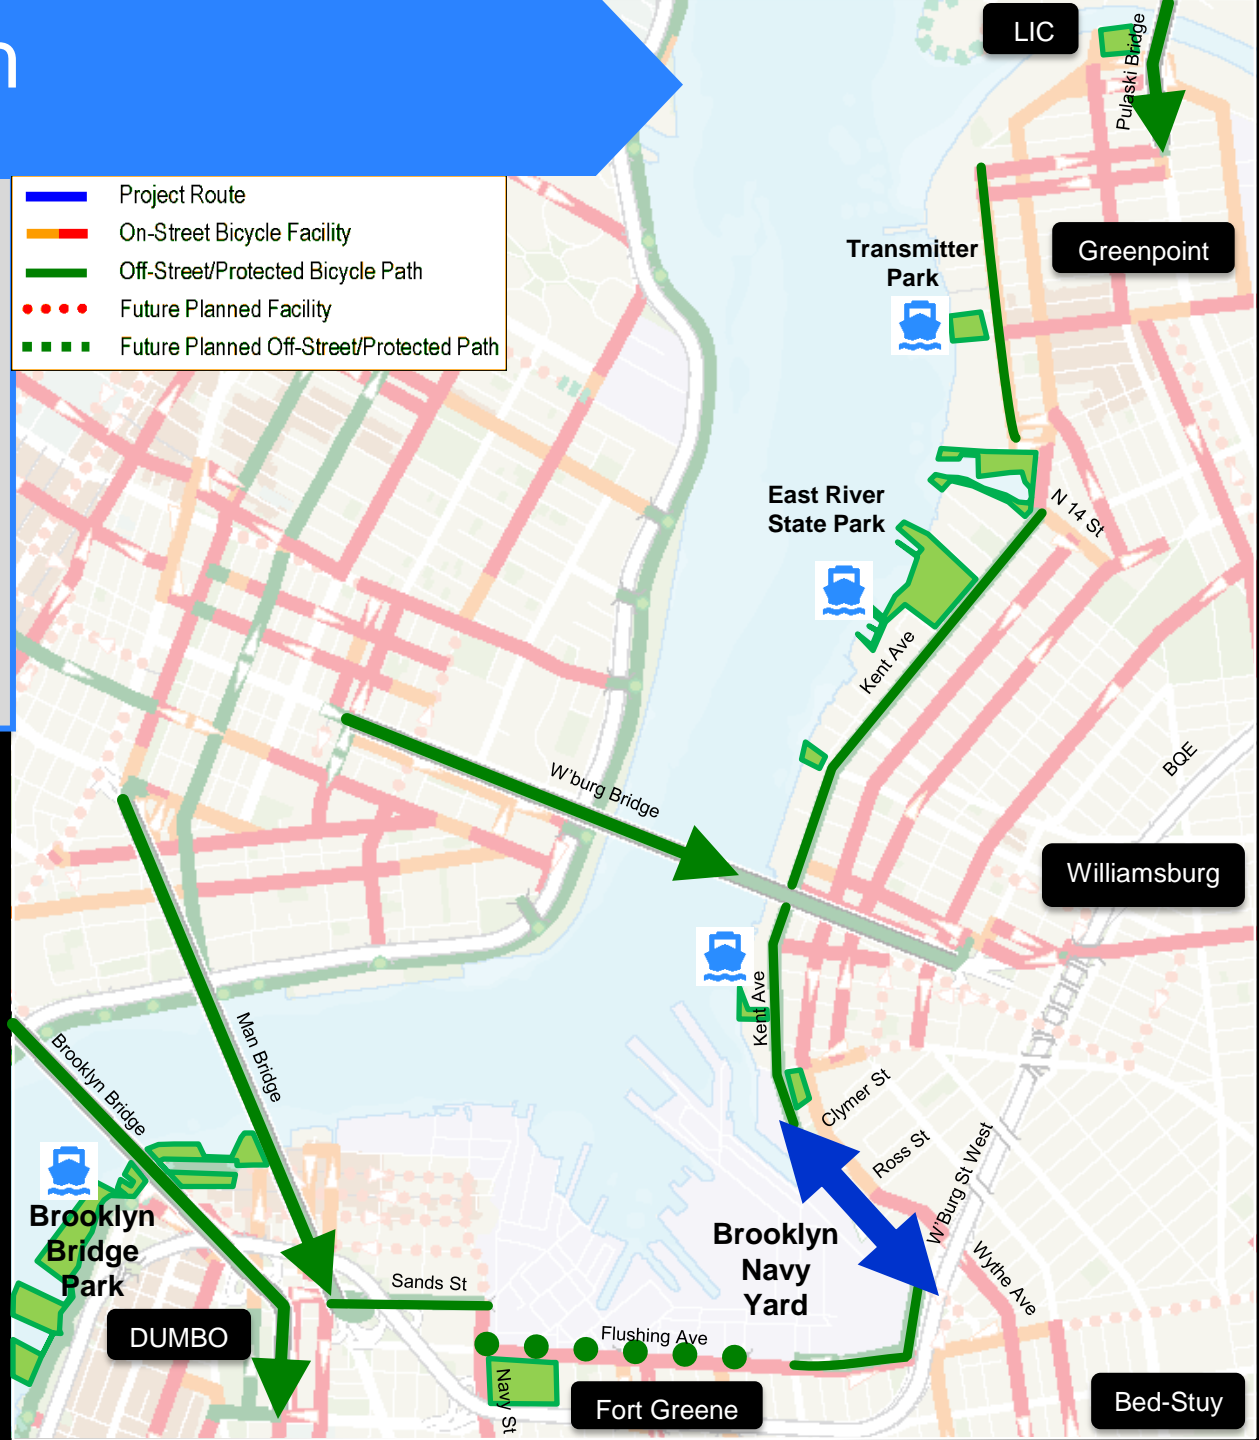 n
LIC
Pulaski Bridge
Project Route
On-Street Bicycle Facility
Off-Street/Protected Bicycle Path
Future Planned Facility
Future Planned Off-Street/Protected Path
Transmitter
Park
Greenpoint
East River
State Park
N 14 St
Kent Ave
W'burg Bridge
BQE
Williamsburg
Kent Ave
Man Bridge
Brooklyn Bridge
Clymer St
Ross St
W'Burg St West
Wythe Ave
Brooklyn
Bridge
Park
Brooklyn
Navy
Yard
Sands St
DUMBO
Flushing Ave
Navy St
Fort Greene
Bed-Stuy